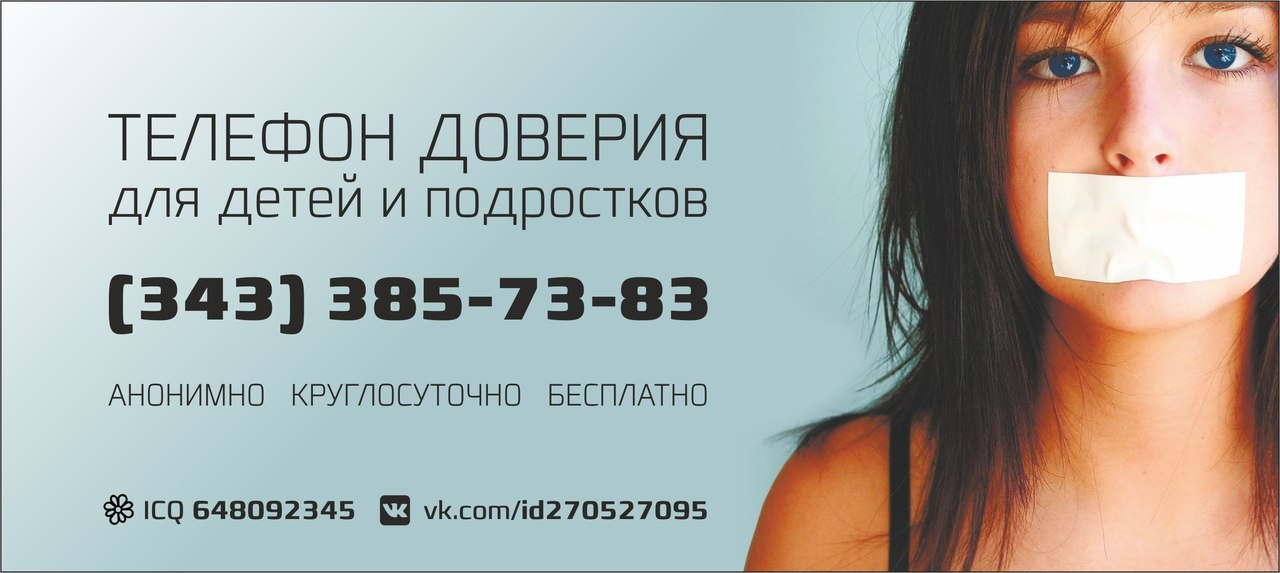 ТЕЛЕФОН ДОВЕРИЯ
для детей и подростков
(343) 385-73-83
АНОНИМНО КРУГЛОСУТОЧНО БЕСПЛАТНО
ICQ 648092345 vk.com/id270527095